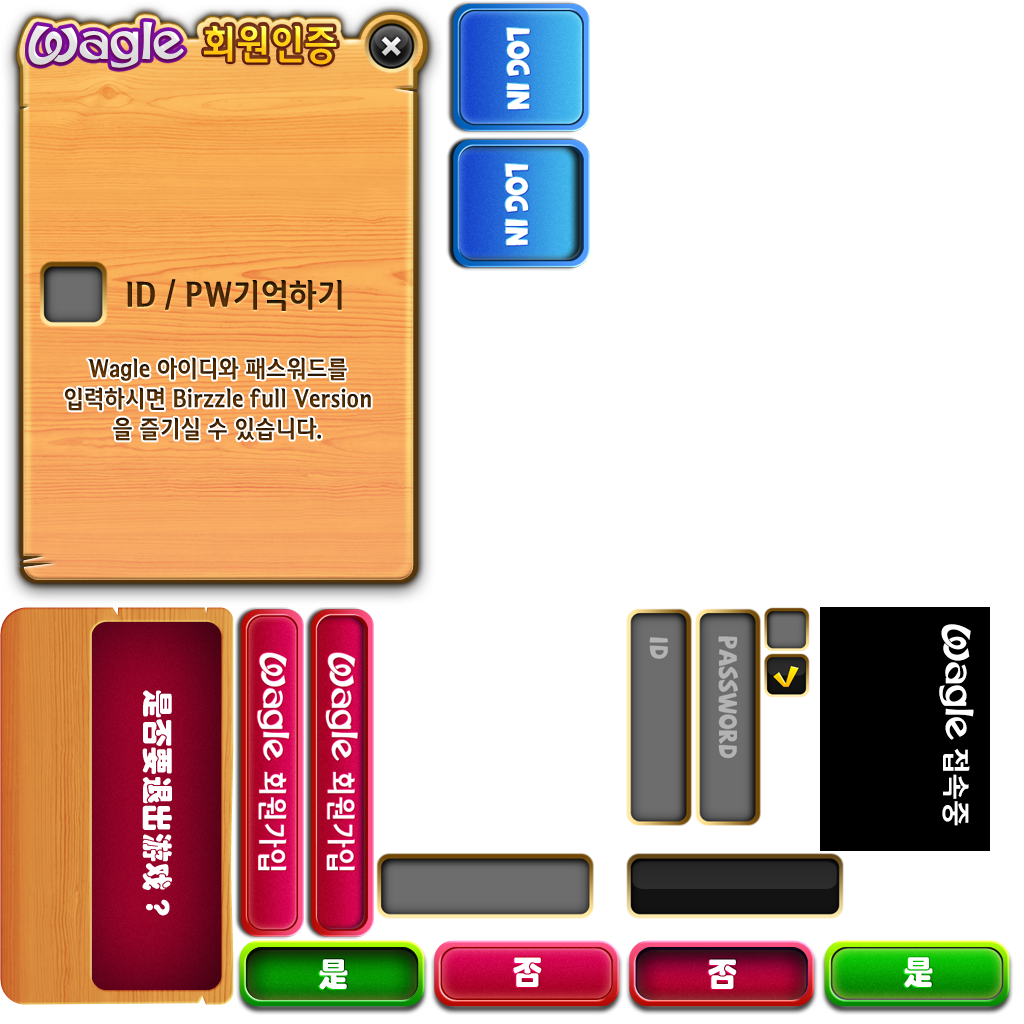 Wagle 회원인증
LOG IN
LOG IN
ID / PW기억하기
Wagle 아이디와 패스워드를
입력하시면 Birzzle full Version
을 즐기실 수 있습니다.
是否要退出游戏？
Wagle 회원가입
Wagle 회원가입
ID
PASSWORD
Wagle 접속중
是
否
否
是